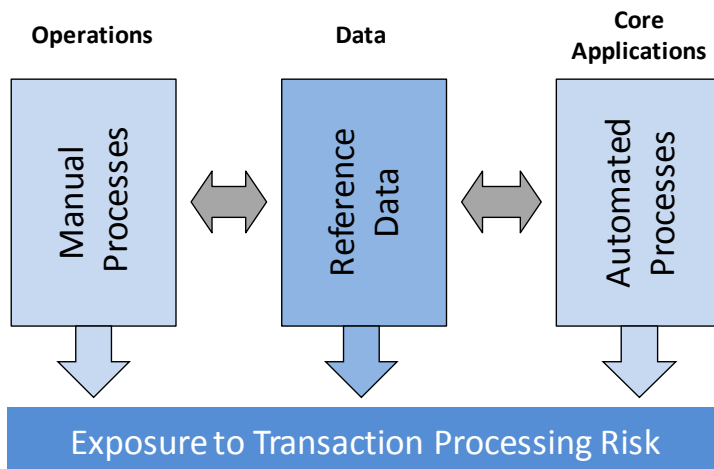 Operations
Data
Core
Applications
Manual
Processes
Reference
Data
Automated
Processes
Exposure to Transaction Processing Risk